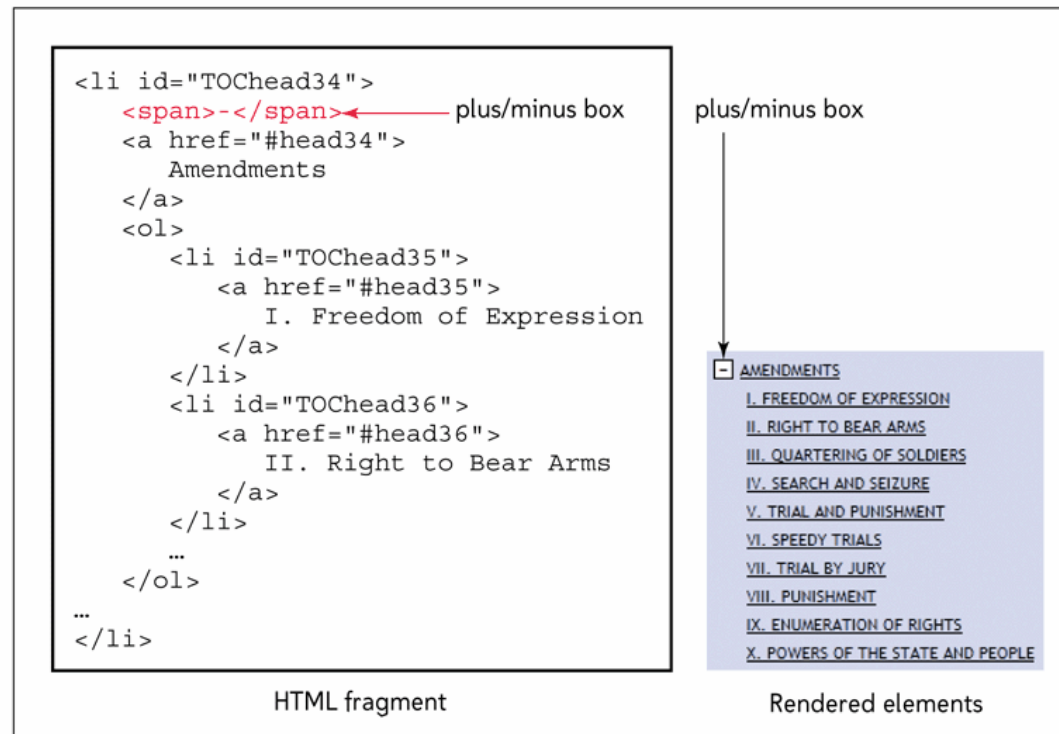 <li id="TOChead34">
<span>-</span>
plus/minus box
<a href="#head34">
Amendments
</a>
<ol>
<li id="TOChead35">
<a href="#head35">
I. Freedom of Expression
</a>
</li>
<li id="TOChead36">
<a href="#head36">
II. Right to Bear Arms
</a>
</li>
…
</ol>
…
</li>
HTML fragment
plus/minus box
- AMENDMENTS
I. FREEDOM OF EXPRESSION
II. RIGHT TO BEAR ARMS
III. QUARTERING OF SOLDIERS
IV. SEARCH AND SEIZURE
V. TRIAL AND PUNISHMENT
VI. SPEEDY TRIALS
VII. TRIAL BY JURY
VIII. PUNISHMENT
IX. ENUMERATION OF RIGHTS
X. POWERS OF THE STATE AND PEOPLE
Rendered elements